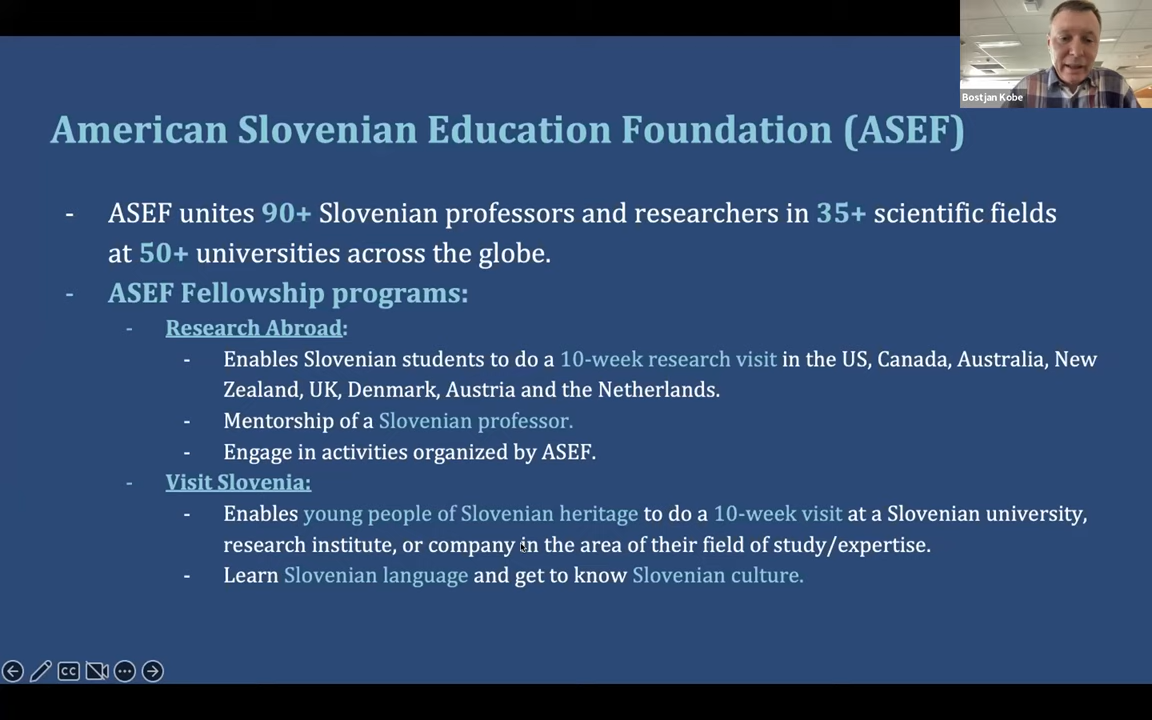 Bostjan Kobe
American Slovenian Education Foundation (ASEF)
- ASEF unites 90+ Slovenian professors and researchers in 35+ scientific fields
at 50+ universities across the globe.
- ASEF Fellowship programs:
- Research Abroad:
- Enables Slovenian students to do a 10-week research visit in the US, Canada, Australia, New
Zealand, UK, Denmark, Austria and the Netherlands.
- Mentorship of a Slovenian professor.
- Engage in activities organized by ASEF.
- Visit Slovenia:
- Enables young people of Slovenian heritage to do a 10-week visit at a Slovenian university,
research institute, or company in the area of their field of study/expertise.
- Learn Slovenian language and get to know Slovenian culture.
CC